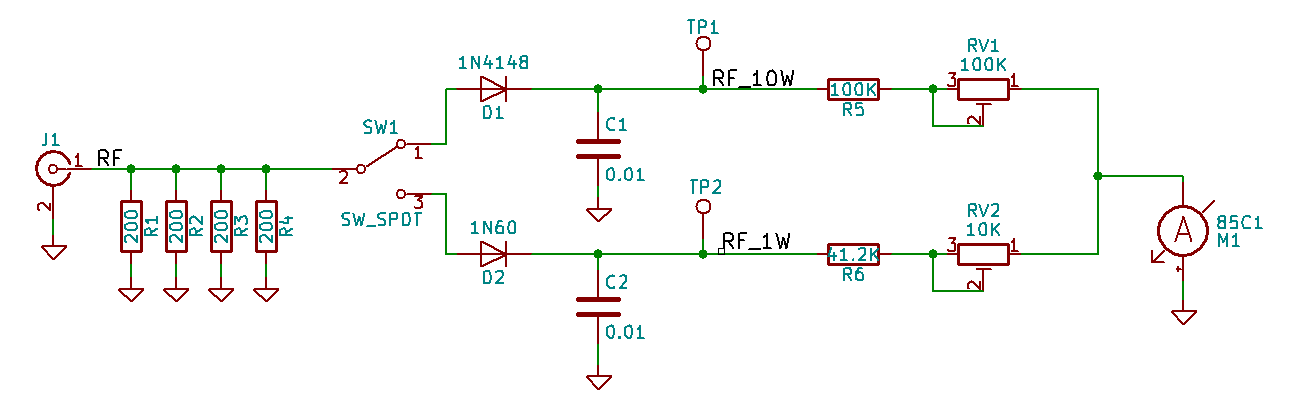 J1
1
RF
2
200
R1
200
R2
200
R3
200
R4
SW1
1
2
3
SW_SPDT
1N4148
D1
1N60
D2
C1
0.01
C2
0.01
TP1
RF_10W
TP2
RF_1W
100K
R5
41.2K
R6
RV1
100K
3
1
2
RV2
10K
3
1
2
A
85C1
M1
+